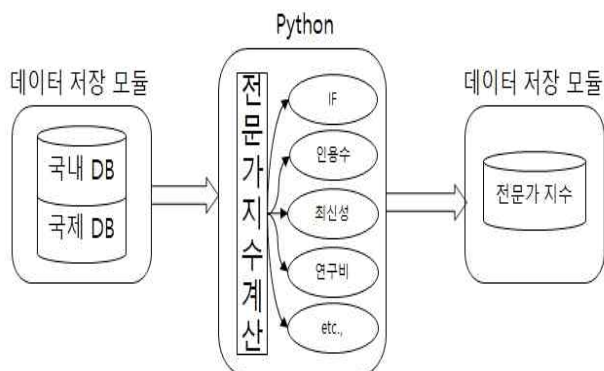 Python
데이터 저장 모듈
국내 DB
국제 DB
전문가지수계산
IF
인용수
최신성
연구비
etc.,
데이터 저장 모듈
전문가 지수